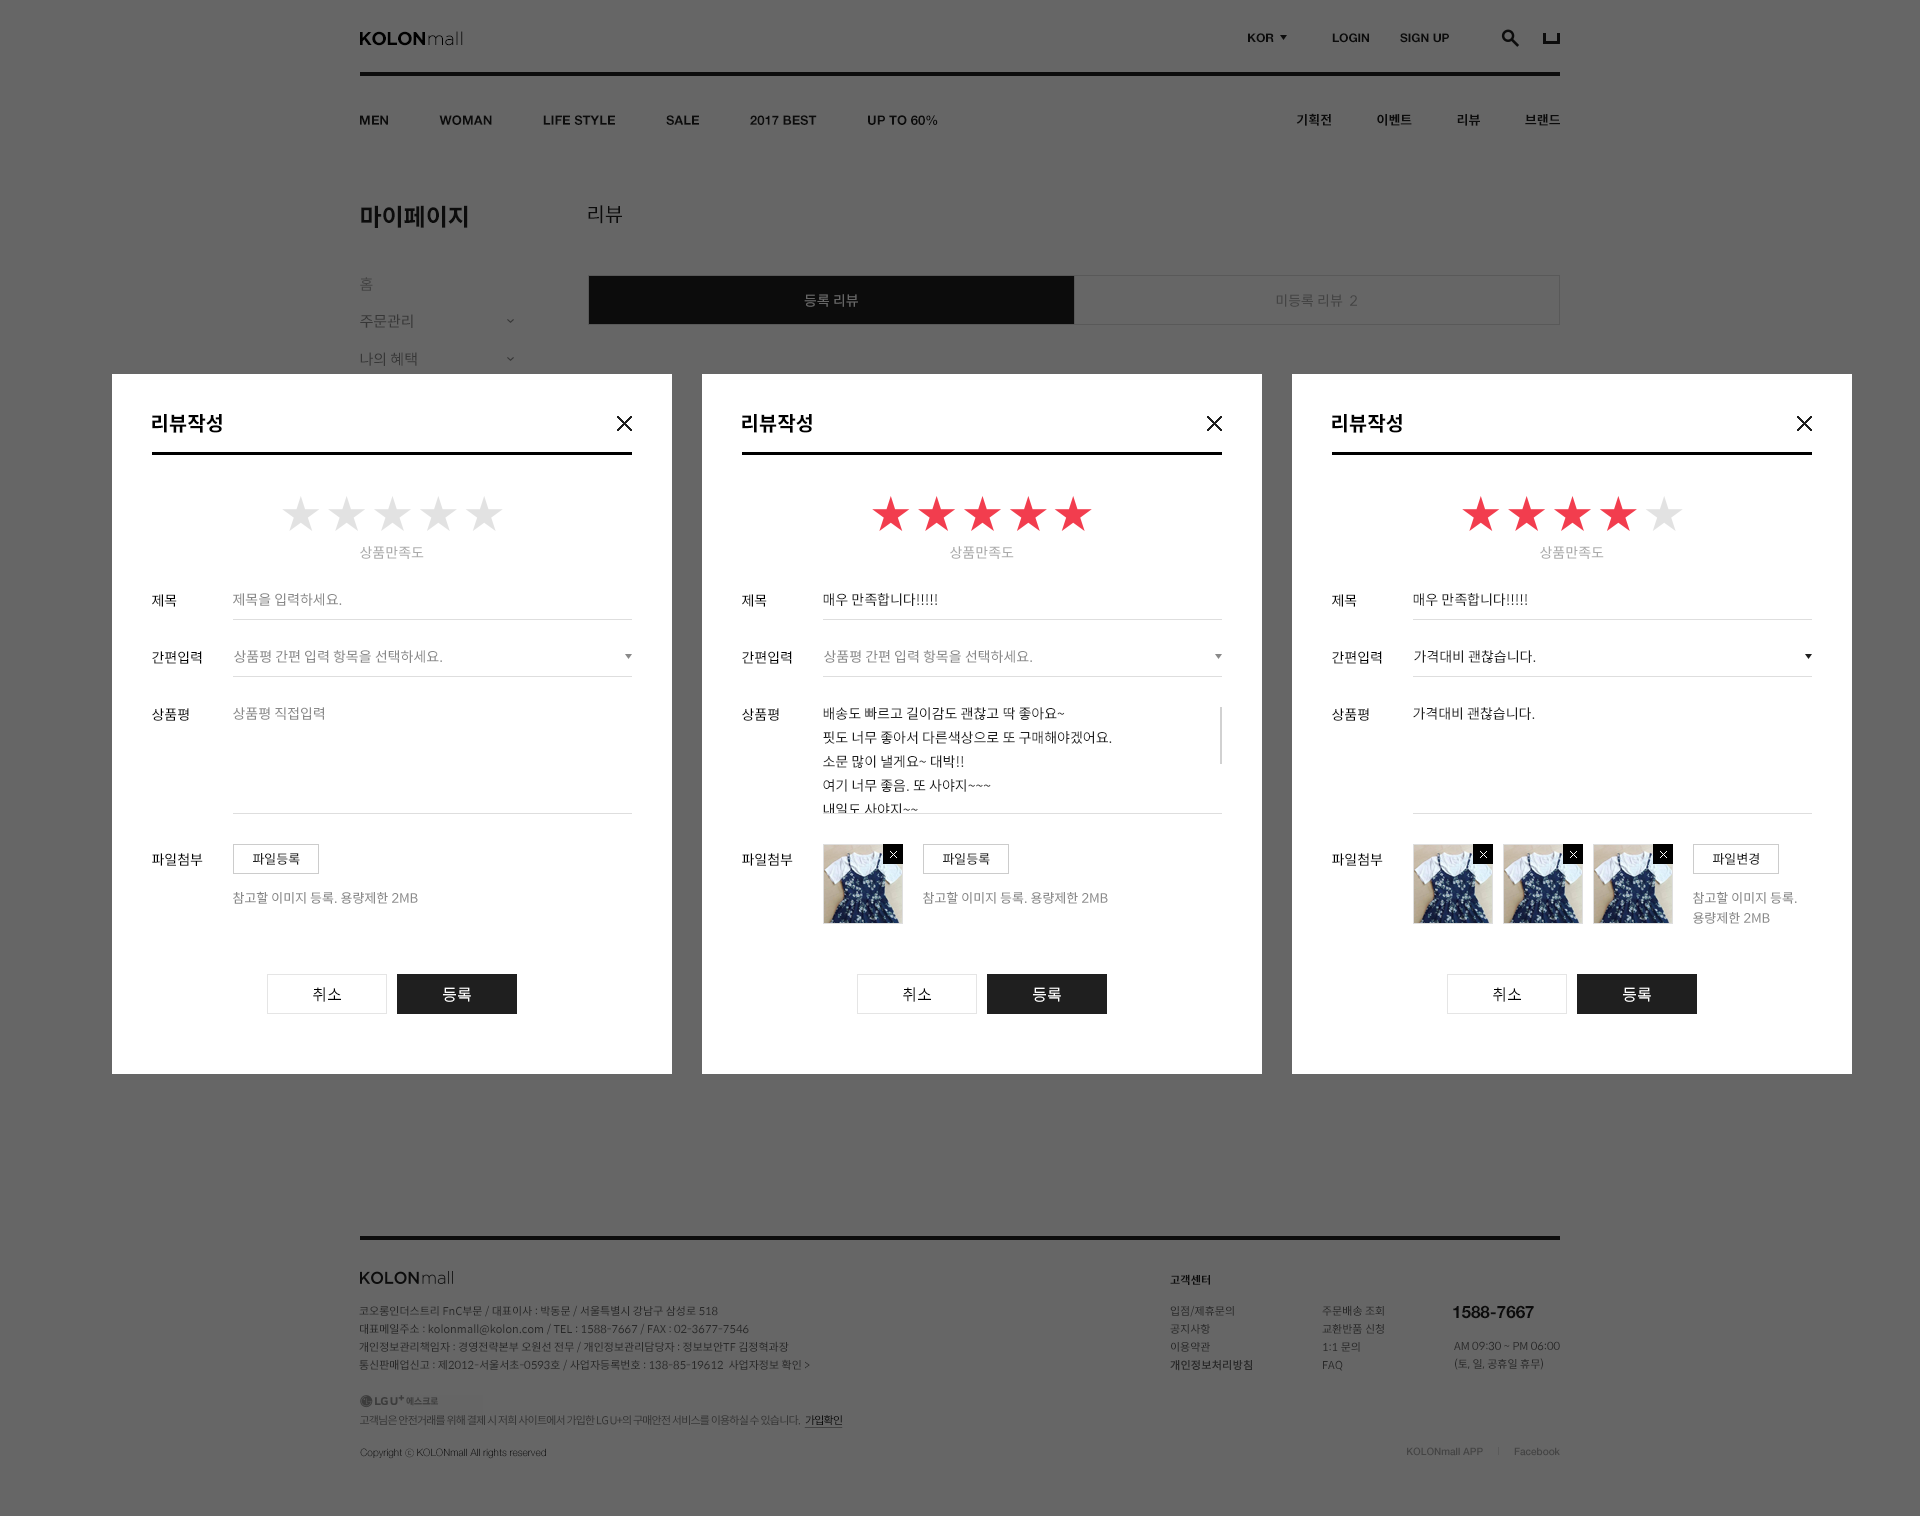 KOLONmall
KOR LOGIN SIGN UP
MEN WOMAN LIFE STYLE SALE 2017 BEST UP TO 60% 기획전 이벤트 리뷰 브랜드
마이페이지
리뷰
홈
주문관리
나의 혜택
등록 리뷰
미등록 리뷰 2
리뷰작성
상품만족도
제목 제목을 입력하세요.
간편입력 상품평 간편 입력 항목을 선택하세요.
상품평 상품평 직접입력
파일첨부 파일등록
참고할 이미지 등록. 용량제한 2MB
취소 등록
리뷰작성
상품만족도
제목 매우 만족합니다!!!!!
간편입력 상품평 간편 입력 항목을 선택하세요.
상품평 배송도 빠르고 길이감도 괜찮고 딱 좋아요~
핏도 너무 좋아서 다른색상으로 또 구매해야겠어요.
소문 많이 낼게요~ 대박!!
여기 너무 좋음. 또 사야지~~~
내일도 사야지~~
파일첨부 파일등록
참고할 이미지 등록. 용량제한 2MB
취소 등록
리뷰작성
상품만족도
제목 매우 만족합니다!!!!!
간편입력 가격대비 괜찮습니다.
상품평 가격대비 괜찮습니다.
파일첨부 파일변경
참고할 이미지 등록.
용량제한 2MB
취소 등록
KOLONmall
코오롱인더스트리 FnC부문 / 대표이사 : 박동문 / 서울특별시 강남구 삼성로 518
대표메일주소 : kolonmall@kolon.com / TEL : 1588-7667 / FAX : 02-3677-7546
개인정보관리책임자 : 경영전략본부 오원선 전무 / 개인정보관리담당자 : 정보보안TF 김정혁과장
통신판매업신고 : 제2012-서울서초-0593호 / 사업자등록번호 : 138-85-19612 사업자정보 확인 >
LG U+ 에스크로
고객님은 안전거래를 위해 결제 시 저희 사이트에서 가입한 LG U+의 구매안전 서비스를 이용하실 수 있습니다. 가입확인
Copyright ⓒ KOLONmall All rights reserved
고객센터
입점/제휴문의
공지사항
이용약관
개인정보처리방침
주문배송 조회
교환반품 신청
1:1 문의
FAQ
1588-7667
AM 09:30 ~ PM 06:00
(토, 일, 공휴일 휴무)
KOLONmall APP | Facebook